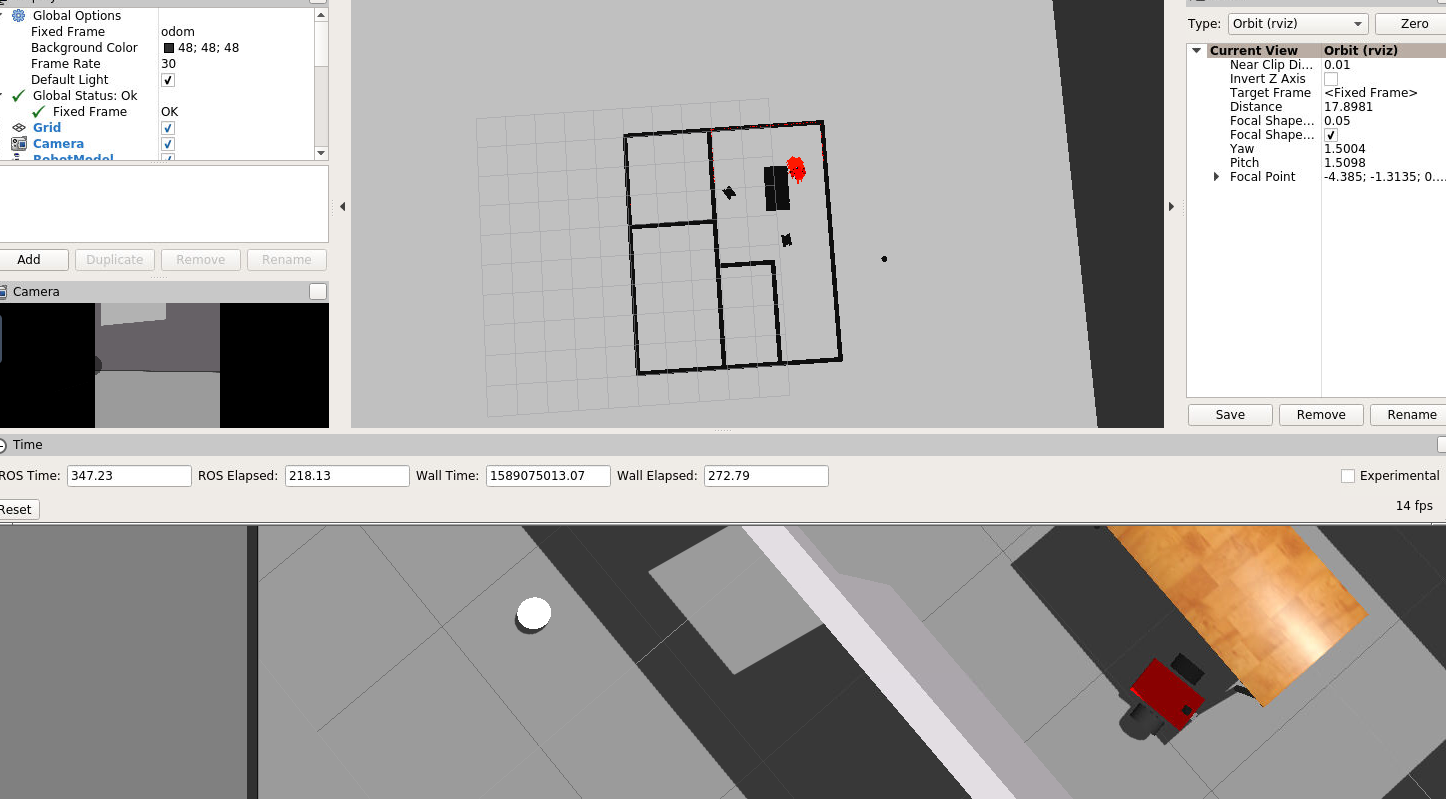 Global Options
Fixed Frame odom
Background Color 48; 48; 48
Frame Rate 30
Default Light
Global Status: Ok
Fixed Frame OK
Grid
Camera
RobotModel
Add Duplicate Remove Rename
Camera
Type: Orbit (rviz) Zero
Current View Orbit (rviz)
Near Clip Di... 0.01
Invert Z Axis
Target Frame <Fixed Frame>
Distance 17.8981
Focal Shape... 0.05
Focal Shape...
Yaw 1.5004
Pitch 1.5098
Focal Point -4.385; -1.3135; 0....
Save Remove Rename
Time
ROS Time: 347.23 ROS Elapsed: 218.13 Wall Time: 1589075013.07 Wall Elapsed: 272.79 Experimental
Reset 14 fps